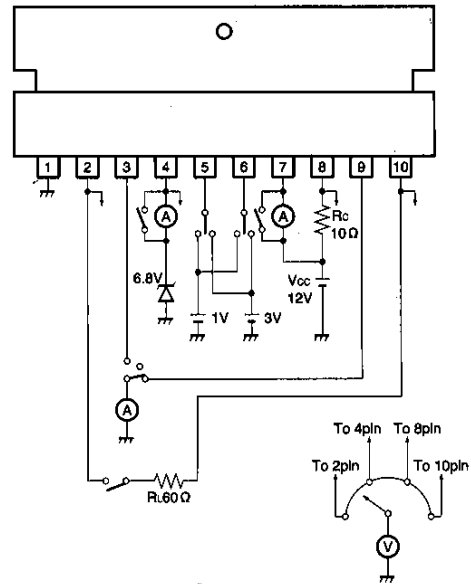 1 2 3 4 5 6 7 8 9 10
A A RC
10Ω
6.8V VCC
12V
1V 3V
A
To 4pin To 8pin
To 2pin To 10pin
RL60Ω
V